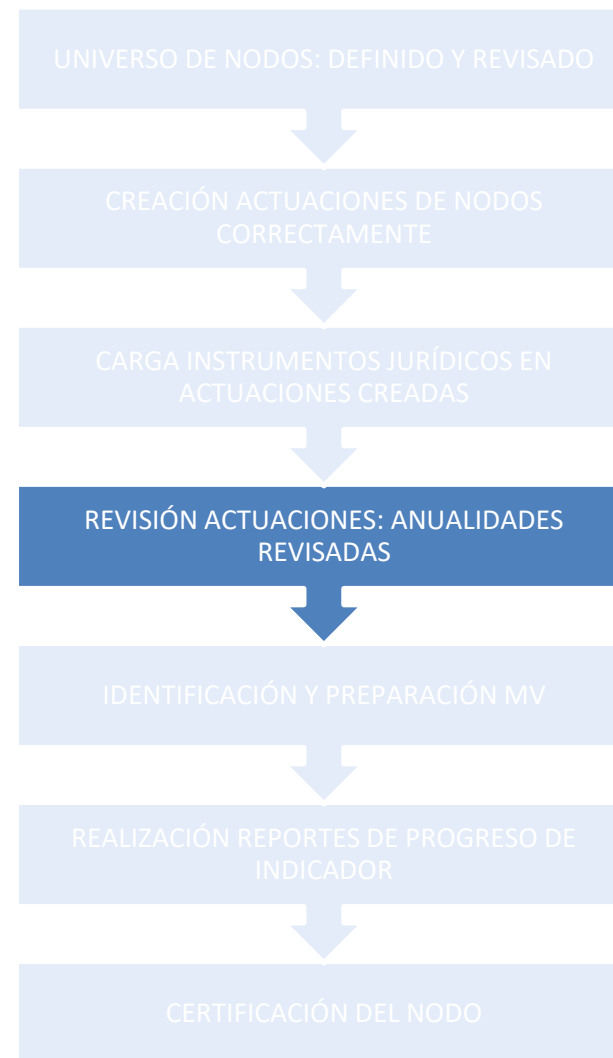 UNIVERSO DE NODOS: DEFINIDO Y REVISADO
CREACIÓN ACTUACIONES DE NODOS
CORRECTAMENTE
CARGA INSTRUMENTOS JURÍDICOS EN
ACTUACIONES CREADAS
REVISIÓN ACTUACIONES: ANUALIDADES
REVISADAS
IDENTIFICACIÓN Y PREPARACIÓN MV
REALIZACIÓN REPORTES DE PROGRESO DE
INDICADOR
CERTIFICACIÓN DEL NODO